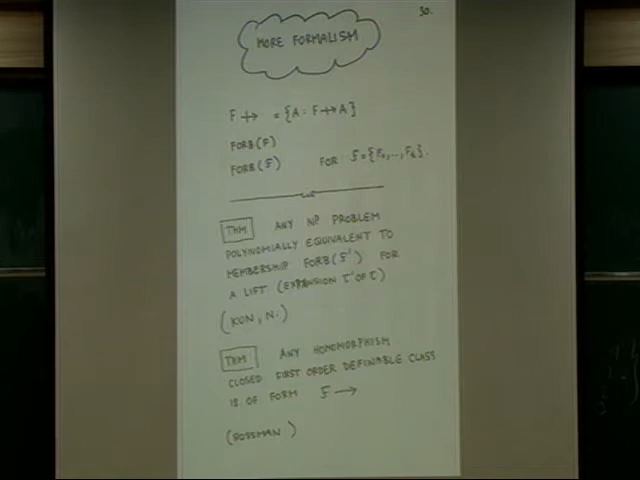 30.
MORE FORMALISM
F ↛ = {A : F ↛ A}
FORB(F)
FORB(ℱ) FOR ℱ = {F₁,..,Fₖ}.
THM ANY NP PROBLEM
POLYNOMIALLY EQUIVALENT TO
MEMBERSHIP FORB(ℱ') FOR
A LIFT (EXPANSION τ' OF τ)
(KUN, N.)
THM ANY HOMOMORPHISM
CLOSED FIRST ORDER DEFINABLE CLASS
IS OF FORM ℱ →
(ROSSMAN)